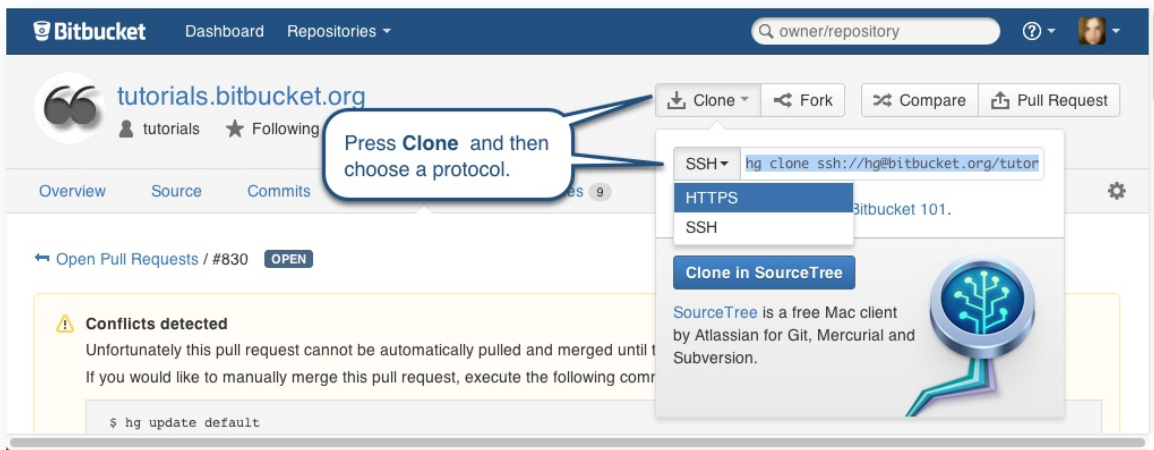 Bitbucket Dashboard Repositories owner/repository
tutorials.bitbucket.org
Clone Fork Compare Pull Request
tutorials Following
Press Clone and then
choose a protocol.
SSH hg clone ssh://hg@bitbucket.org/tutor
HTTPS
SSH
Bitbucket 101.
Overview Source Commits 9
Open Pull Requests / #830 OPEN
Clone in SourceTree
SourceTree is a free Mac client
by Atlassian for Git, Mercurial and
Subversion.
Conflicts detected
Unfortunately this pull request cannot be automatically pulled and merged until
If you would like to manually merge this pull request, execute the following
$ hg update default